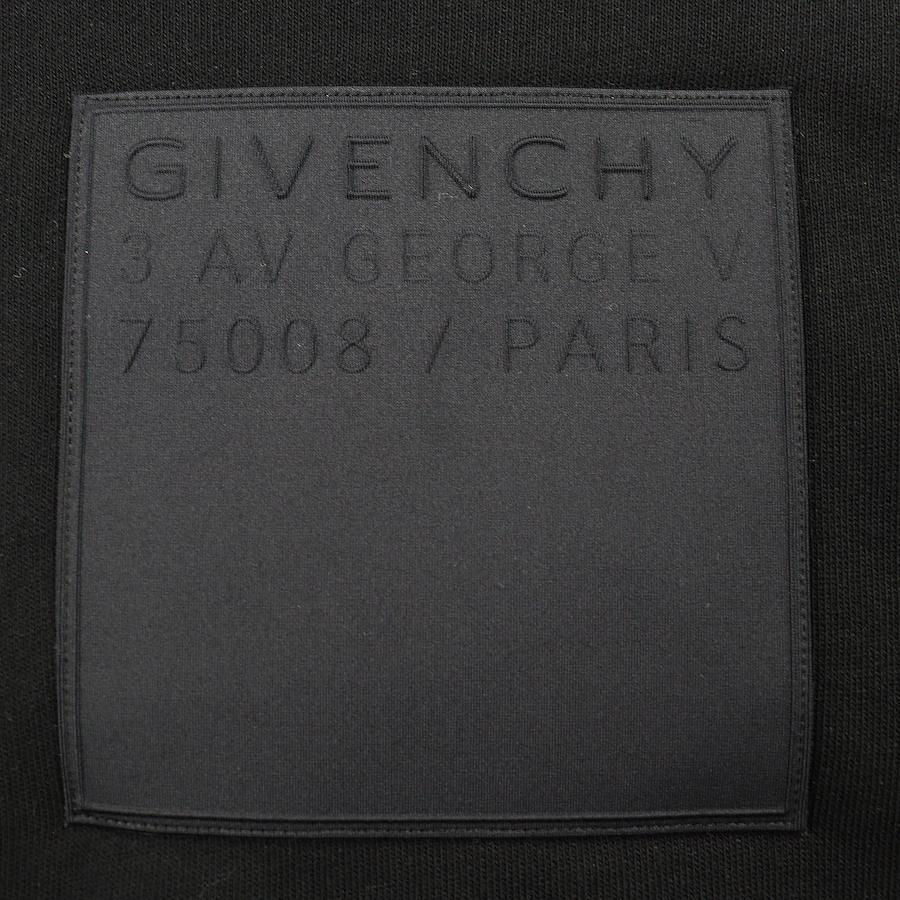 GIVENCHY
3 AV GEORGE V
75008 / PARIS